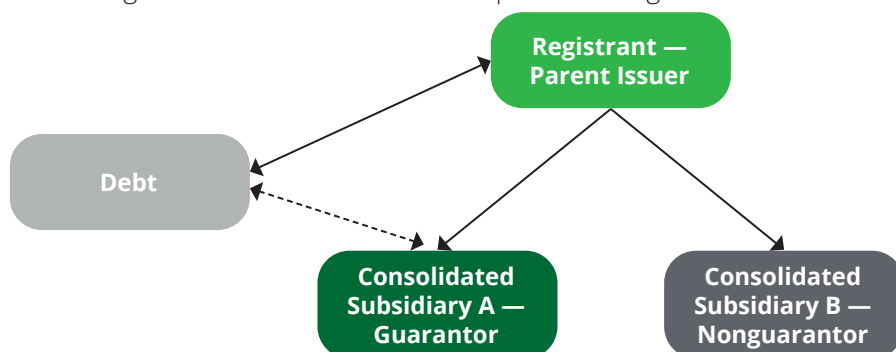 Registrant —
Parent Issuer
Debt
Consolidated
Subsidiary A —
Guarantor
Consolidated
Subsidiary B —
Nonguarantor